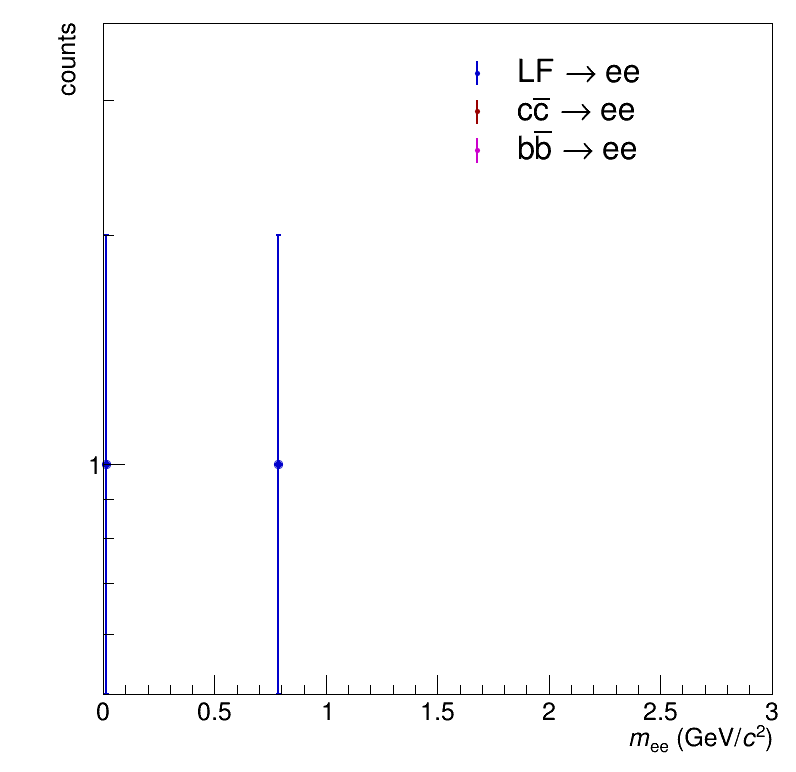 counts
LF → ee
cc̅ → ee
bb̅ → ee
1
0 0.5 1 1.5 2 2.5 3
mee (GeV/c²)